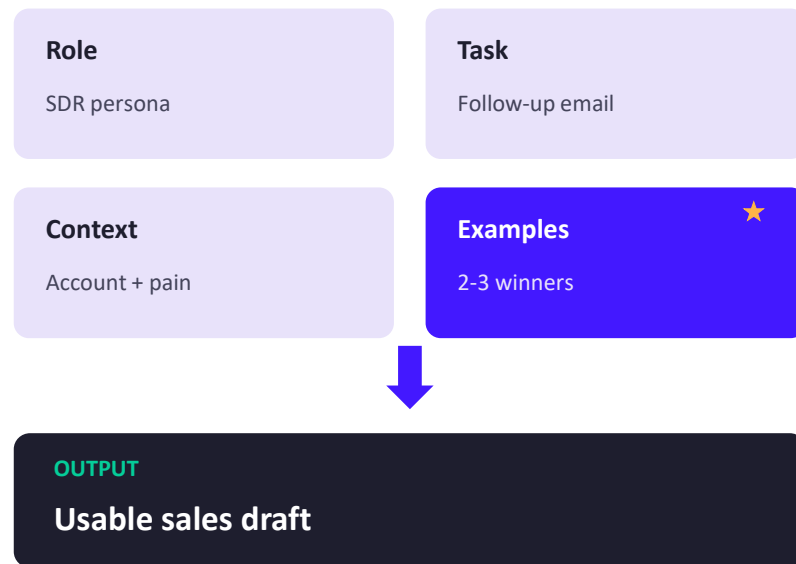 Role
SDR persona
Task
Follow-up email
Context
Account + pain
Examples
2-3 winners
OUTPUT
Usable sales draft